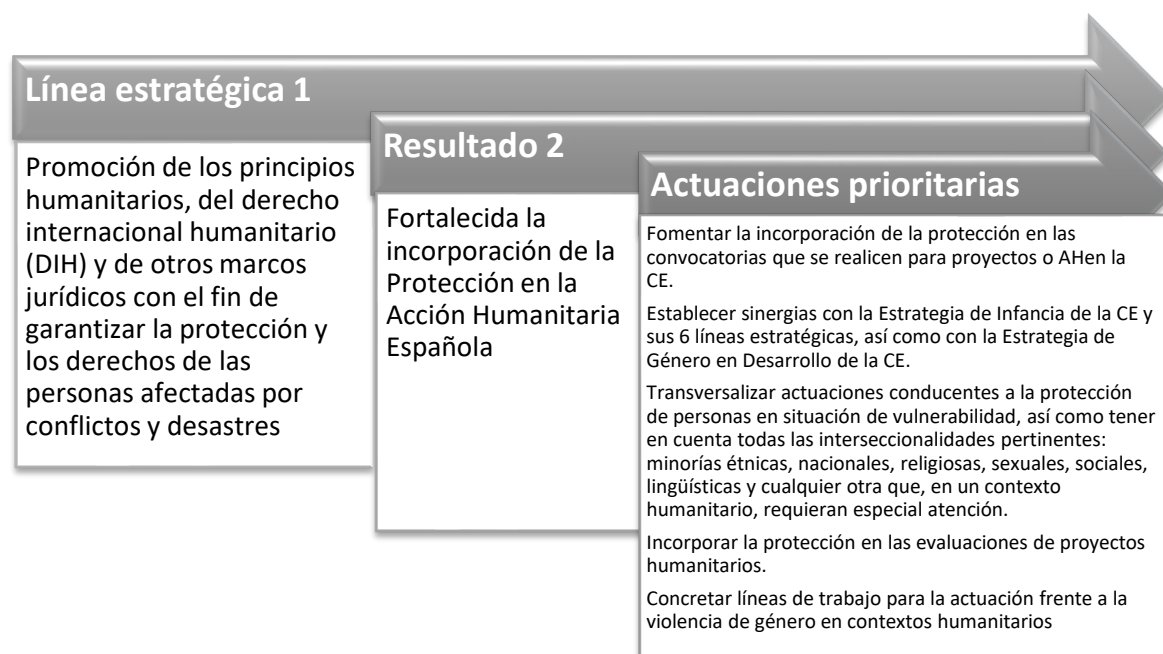 Línea estratégica 1
Promoción de los principios
humanitarios, del derecho
internacional humanitario
(DIH) y de otros marcos
jurídicos con el fin de
garantizar la protección y
los derechos de las
personas afectadas por
conflictos y desastres
Resultado 2
Fortalecida la
incorporación de la
Protección en la
Acción Humanitaria
Española
Actuaciones prioritarias
Fomentar la incorporación de la protección en las
convocatorias que se realicen para proyectos o AHen la
CE.
Establecer sinergias con la Estrategia de Infancia de la CE y
sus 6 líneas estratégicas, así como con la Estrategia de
Género en Desarrollo de la CE.
Transversalizar actuaciones conducentes a la protección
de personas en situación de vulnerabilidad, así como tener
en cuenta todas las interseccionalidades pertinentes:
minorías étnicas, nacionales, religiosas, sexuales, sociales,
lingüísticas y cualquier otra que, en un contexto
humanitario, requieran especial atención.
Incorporar la protección en las evaluaciones de proyectos
humanitarios.
Concretar líneas de trabajo para la actuación frente a la
violencia de género en contextos humanitarios